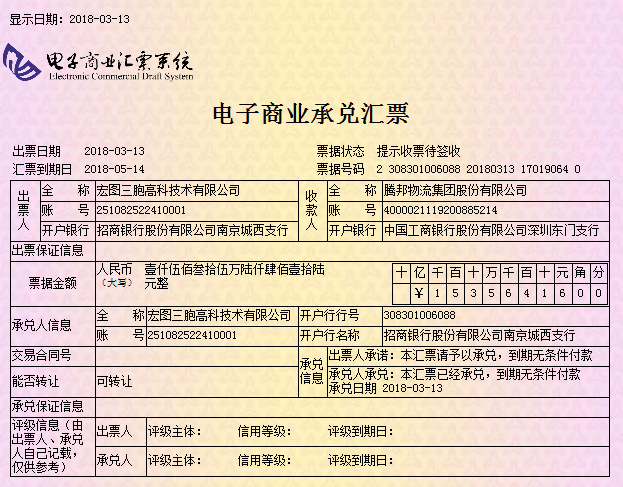 显示日期: 2018-03-13
电子商业汇票系统
Electronic Commercial Draft System
电子商业承兑汇票
出票日期 2018-03-13 票据状态 提示收票待签收
汇票到期日 2018-05-14 票据号码 2 308301006088 20180313 17019064 0
出票人 全 称 宏图三胞高科技术有限公司 收款人 全 称 腾邦物流集团股份有限公司
账 号 251082522410001 账 号 4000021119200885214
开户银行 招商银行股份有限公司南京城西支行 开户银行 中国工商银行股份有限公司深圳东门支行
出票保证信息
票据金额 人民币 (大写) 壹仟伍佰叁拾伍万陆仟肆佰壹拾陆元整 十 亿 千 百 十 万 千 百 十 元 角 分
¥ 1 5 3 5 6 4 1 6 0 0
承兑人信息 全 称 宏图三胞高科技术有限公司 开户行行号 308301006088
账 号 251082522410001 开户行名称 招商银行股份有限公司南京城西支行
交易合同号 承兑信息 出票人承诺: 本汇票请予以承兑, 到期无条件付款
能否转让 可转让 承兑人承兑: 本汇票已经承兑, 到期无条件付款
承兑日期 2018-03-13
承兑保证信息
评级信息 (由出票人、承兑人自己记载, 仅供参考) 出票人 评级主体: 信用等级: 评级到期日:
承兑人 评级主体: 信用等级: 评级到期日: